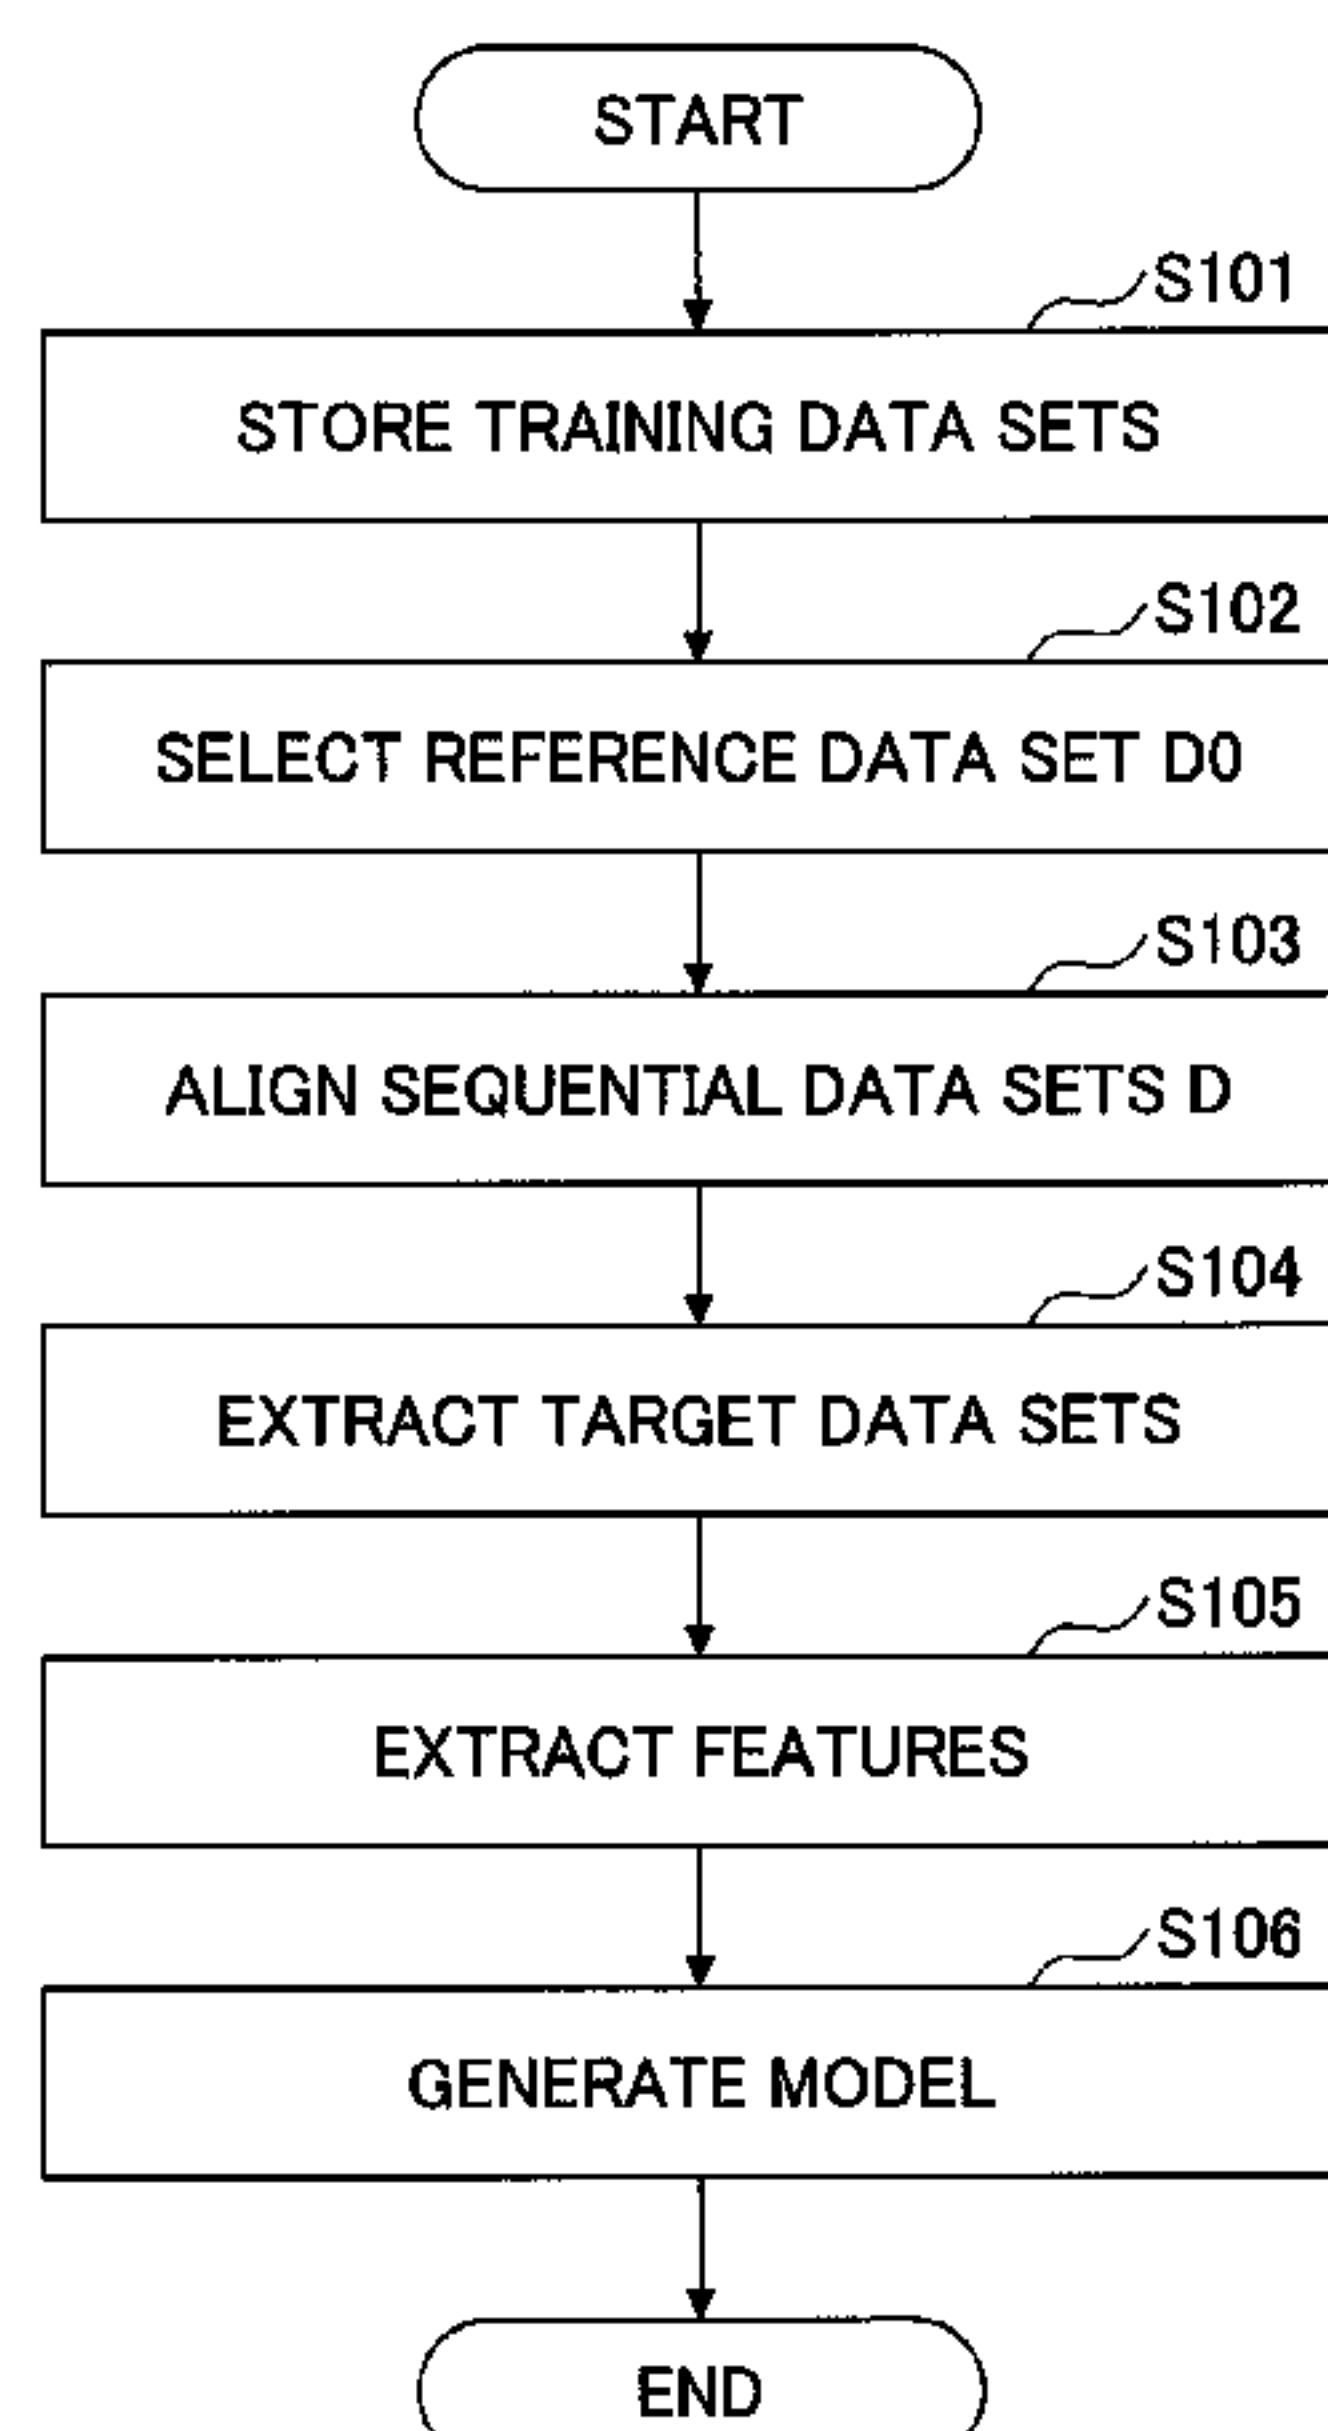 START
S101
STORE TRAINING DATA SETS
S102
SELECT REFERENCE DATA SET D0
S103
ALIGN SEQUENTIAL DATA SETS D
S104
EXTRACT TARGET DATA SETS
S105
EXTRACT FEATURES
S106
GENERATE MODEL
END